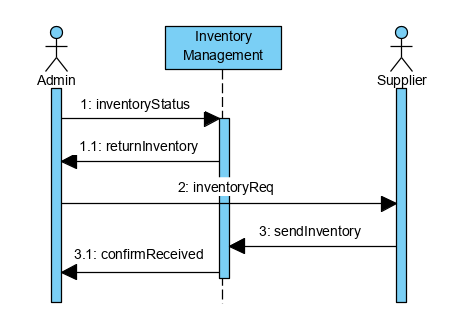 Inventory
Management
Admin
Supplier
1: inventoryStatus
1.1: returnInventory
2: inventoryReq
3: sendInventory
3.1: confirmReceived